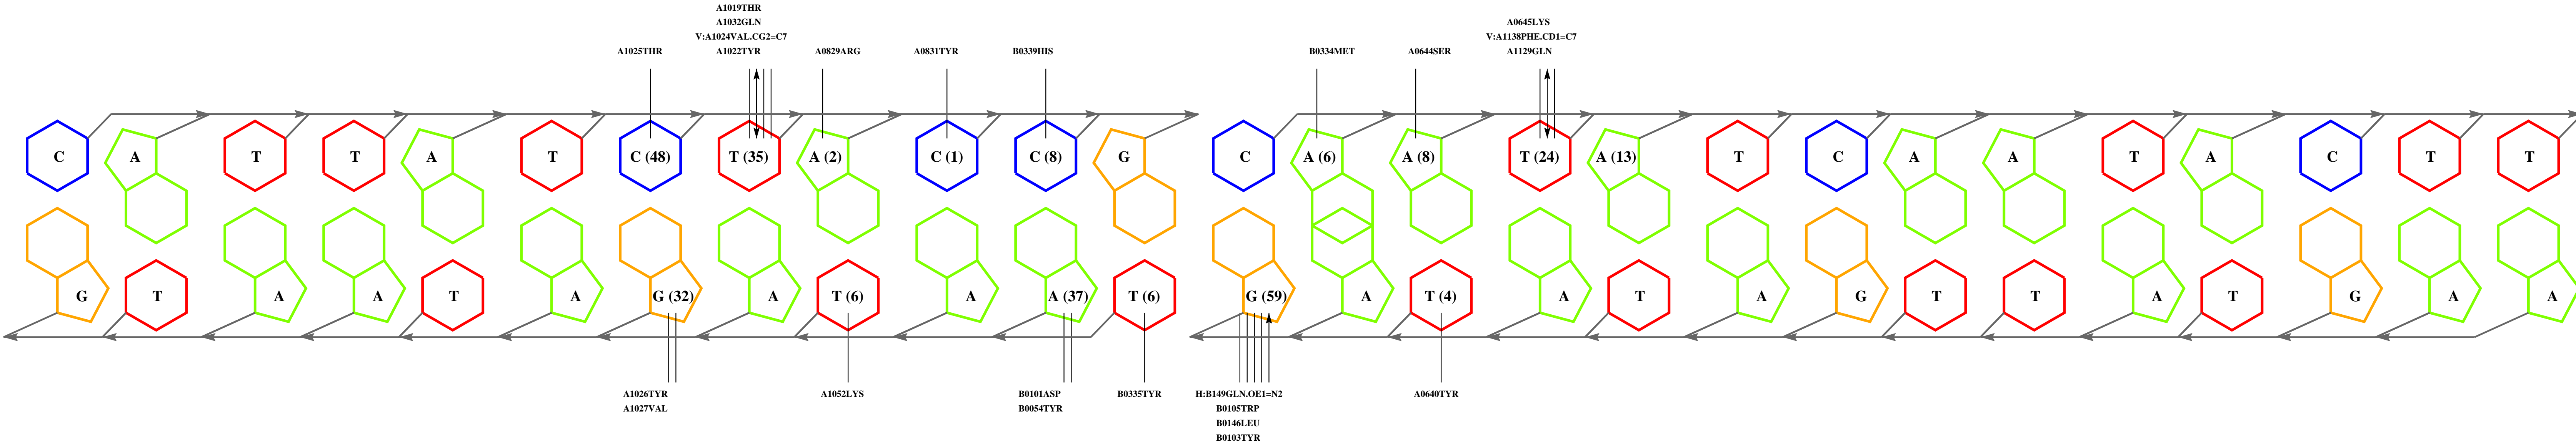 A1019THR
A1032GLN
V:A1024VAL.CG2=C7
A1025THR A1022TYR A0829ARG A0831TYR B0339HIS B0334MET A0644SER
A0645LYS
V:A1138PHE.CD1=C7
A1129GLN
C A T T A T C (48) T (35) A (2) C (1) C (8) G C A (6) A (8) T (24) A (13) T C A A T A C T T
G T A A T A G (32) A T (6) A A (37) T (6) G (59) A T (4) A T A G T T A T G A A
A1026TYR
A1027VAL
A1052LYS
B0101ASP
B0054TYR
B0335TYR
H:B149GLN.OE1=N2
B0105TRP
B0146LEU
B0103TYR
A0640TYR